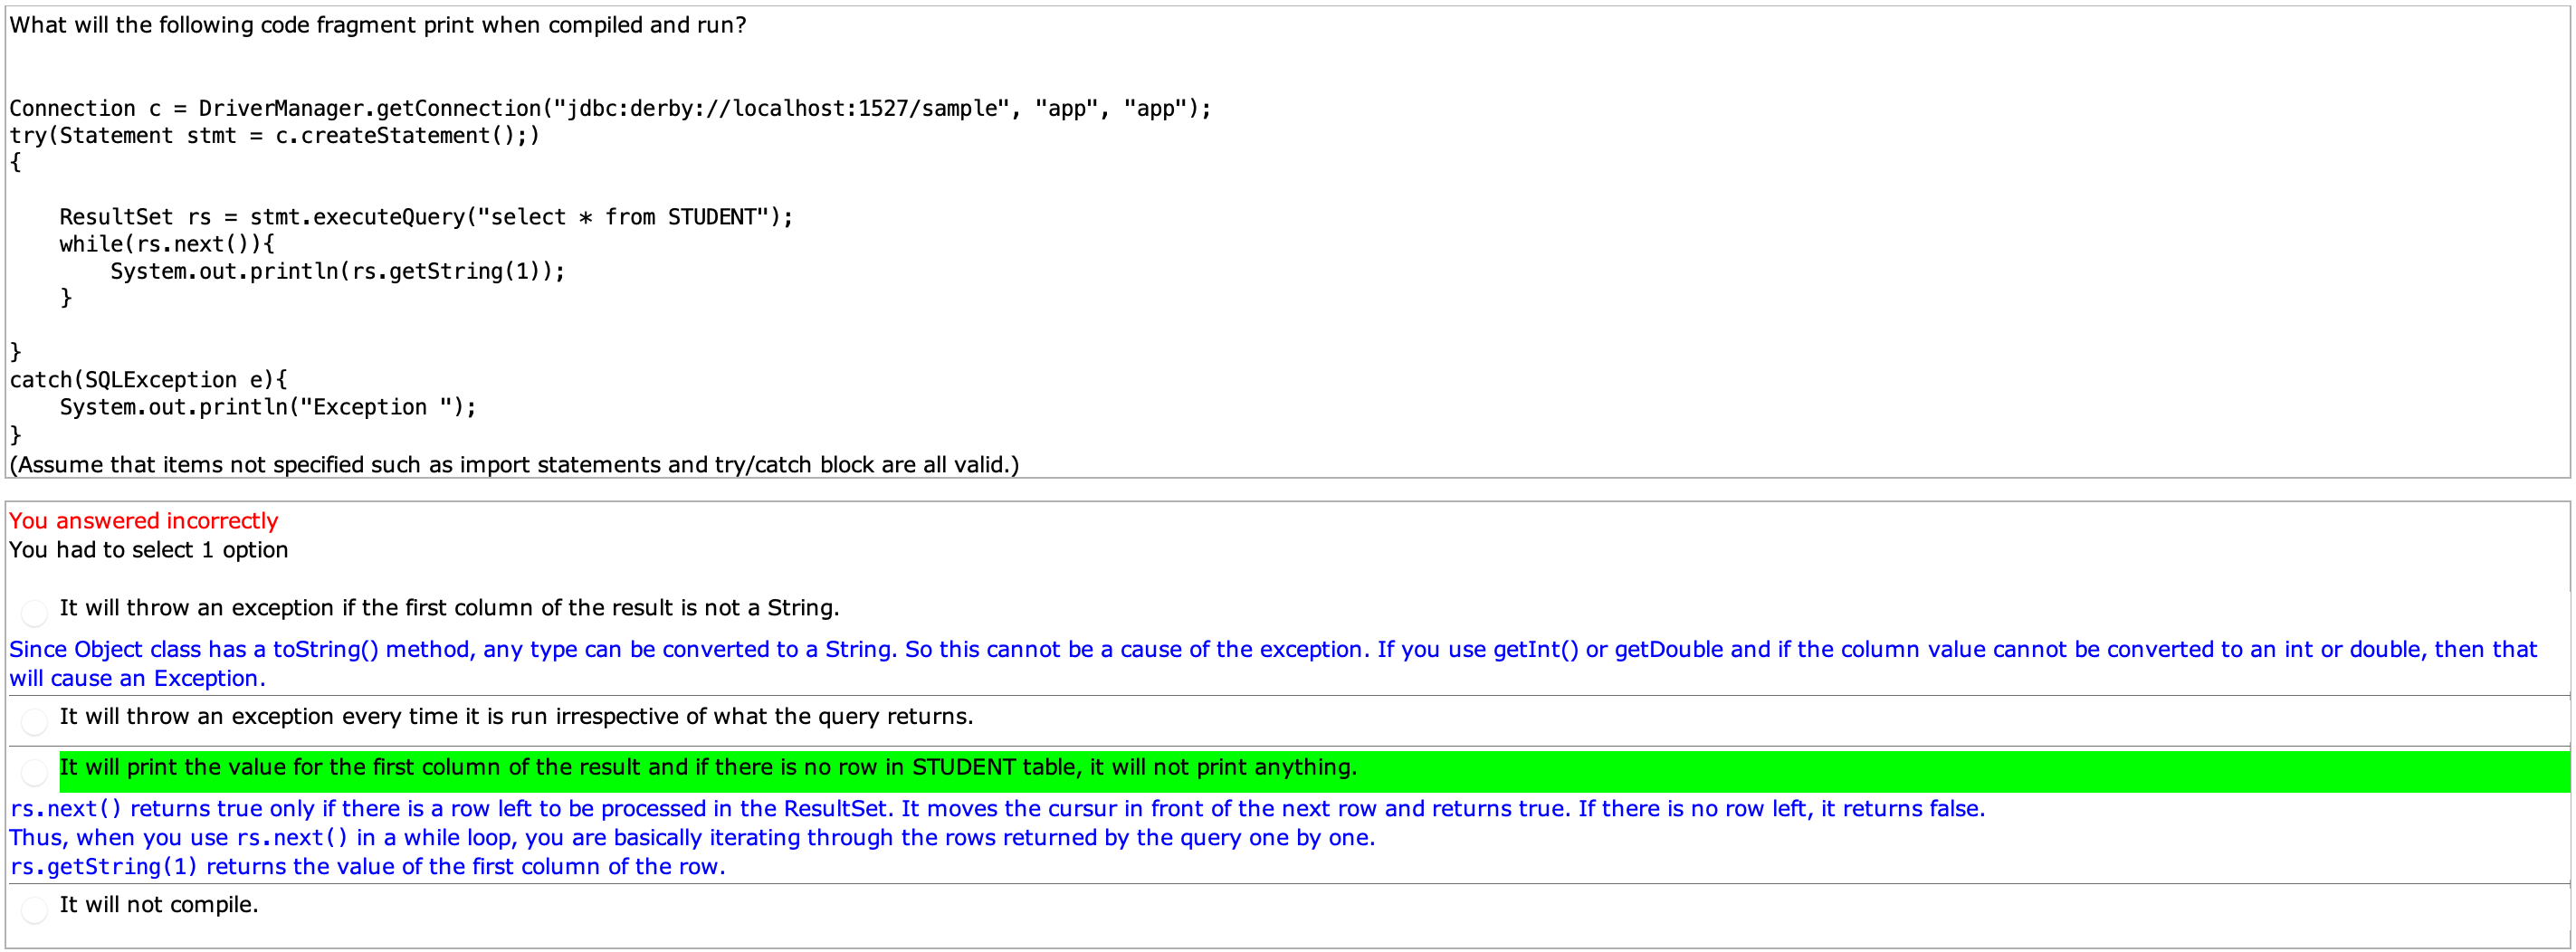 What will the following code fragment print when compiled and run?
Connection c = DriverManager.getConnection("jdbc:derby://localhost:1527/sample", "app", "app");
try(Statement stmt = c.createStatement();)
{
ResultSet rs = stmt.executeQuery("select * from STUDENT");
while(rs.next()){
System.out.println(rs.getString(1));
}
}
catch(SQLException e){
System.out.println("Exception ");
}
(Assume that items not specified such as import statements and try/catch block are all valid.)
You answered incorrectly
You had to select 1 option
It will throw an exception if the first column of the result is not a String.
Since Object class has a toString() method, any type can be converted to a String. So this cannot be a cause of the exception. If you use getInt() or getDouble and if the column value cannot be converted to an int or double, then that
will cause an Exception.
It will throw an exception every time it is run irrespective of what the query returns.
It will print the value for the first column of the result and if there is no row in STUDENT table, it will not print anything.
rs.next() returns true only if there is a row left to be processed in the ResultSet. It moves the cursur in front of the next row and returns true. If there is no row left, it returns false.
Thus, when you use rs.next() in a while loop, you are basically iterating through the rows returned by the query one by one.
rs.getString(1) returns the value of the first column of the row.
It will not compile.